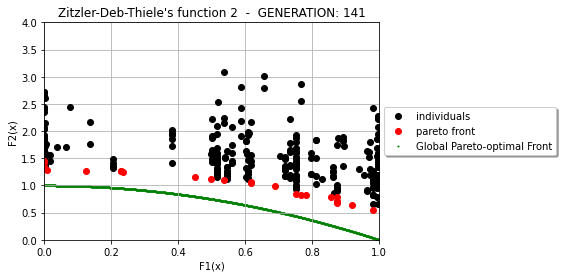 Zitzler-Deb-Thiele's function 2 - GENERATION: 141
4.0
3.5
3.0
2.5
2.0
1.5
1.0
0.5
0.0
F2(x)
0.0 0.2 0.4 0.6 0.8 1.0
F1(x)
individuals
pareto front
Global Pareto-optimal Front